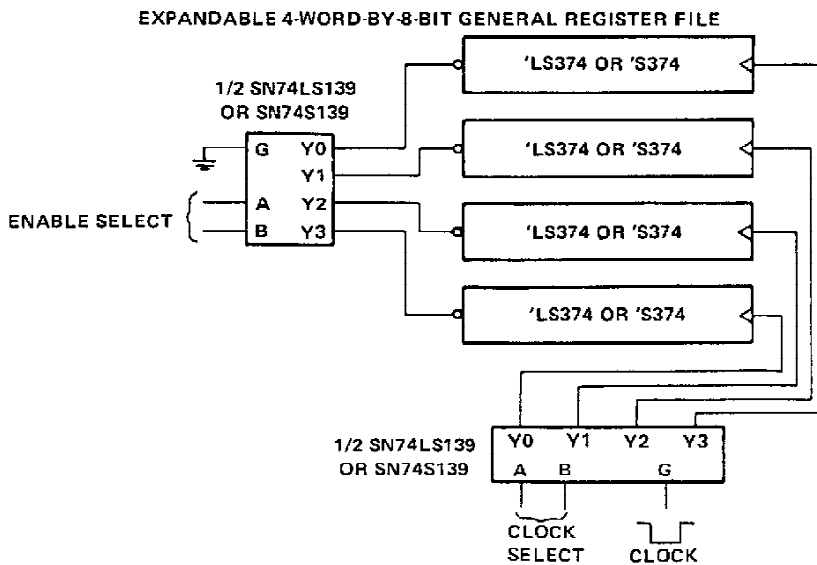 EXPANDABLE 4-WORD-BY-8-BIT GENERAL REGISTER FILE
1/2 SN74LS139
OR SN74S139
G Y0
Y1
A Y2
B Y3
ENABLE SELECT
'LS374 OR 'S374
'LS374 OR 'S374
'LS374 OR 'S374
'LS374 OR 'S374
1/2 SN74LS139
OR SN74S139
Y0 Y1 Y2 Y3
A B G
CLOCK
SELECT
CLOCK